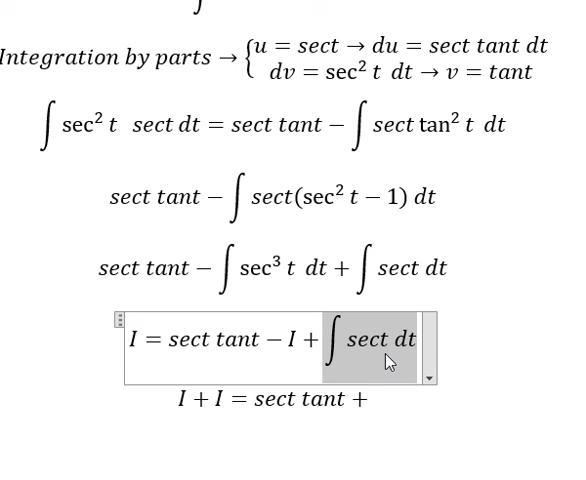 Integration by parts → { u = sect → du = sect tant dt
dv = sec² t dt → v = tant
∫ sec² t sect dt = sect tant − ∫ sect tan² t dt
sect tant − ∫ sect(sec² t − 1) dt
sect tant − ∫ sec³ t dt + ∫ sect dt
I = sect tant − I + ∫ sect dt
I + I = sect tant +